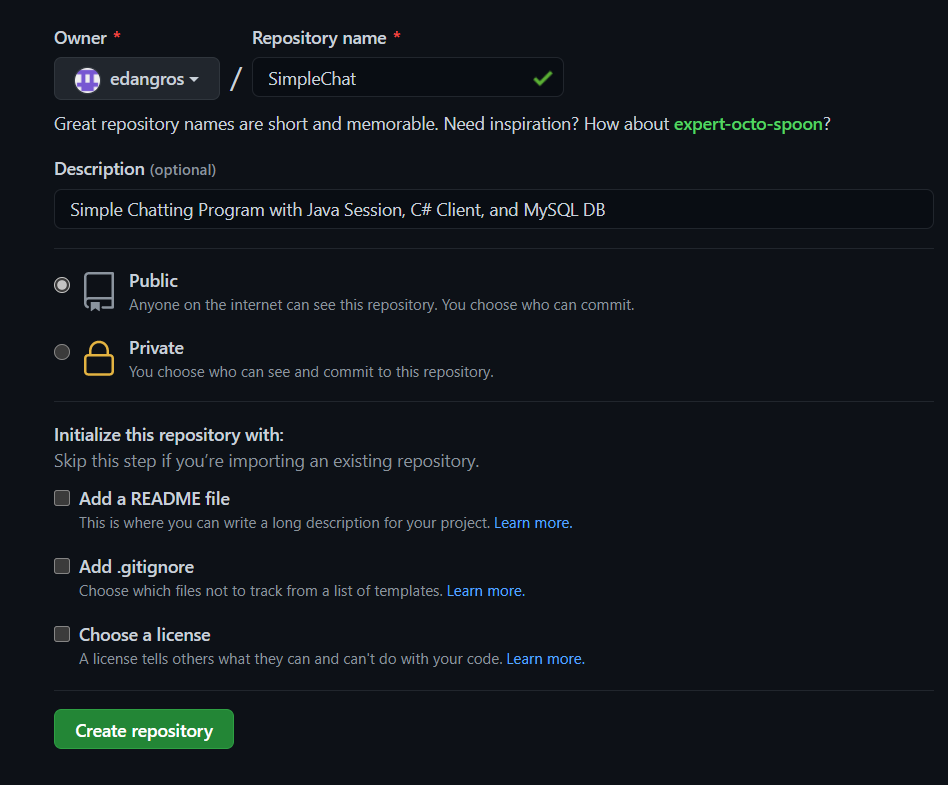 Owner * Repository name *
edangros / SimpleChat
Great repository names are short and memorable. Need inspiration? How about expert-octo-spoon?
Description (optional)
Simple Chatting Program with Java Session, C# Client, and MySQL DB
Public
Anyone on the internet can see this repository. You choose who can commit.
Private
You choose who can see and commit to this repository.
Initialize this repository with:
Skip this step if you’re importing an existing repository.
Add a README file
This is where you can write a long description for your project. Learn more.
Add .gitignore
Choose which files not to track from a list of templates. Learn more.
Choose a license
A license tells others what they can and can't do with your code. Learn more.
Create repository